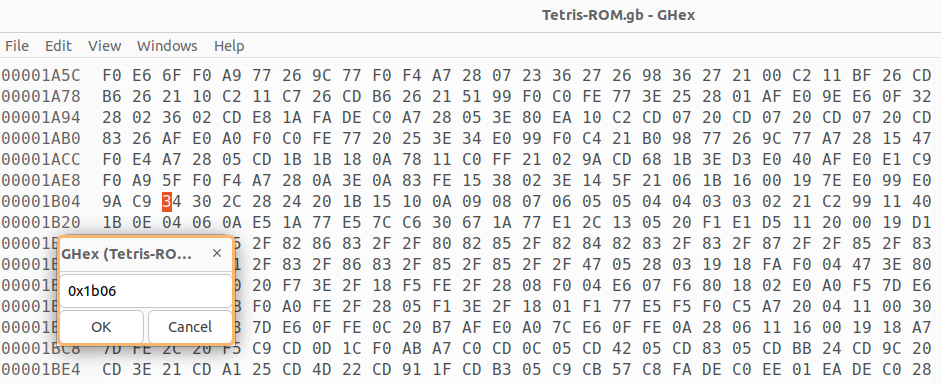 Tetris-ROM.gb - GHex
File Edit View Windows Help
00001A5C F0 E6 6F F0 A9 77 26 9C 77 F0 F4 A7 28 07 23 36 27 26 98 36 27 21 00 C2 11 BF 26 CD
00001A78 B6 26 21 10 C2 11 C7 26 CD B6 26 21 51 99 F0 C0 FE 77 3E 25 28 01 AF E0 9E E6 0F 32
00001A94 28 02 36 02 CD E8 1A FA DE C0 A7 28 05 3E 80 EA 10 C2 CD 07 20 CD 07 20 CD 07 20 CD
00001AB0 83 26 AF E0 A0 F0 C0 FE 77 20 25 3E 34 E0 99 F0 C4 21 B0 98 77 26 9C 77 A7 28 15 47
00001ACC F0 E4 A7 28 05 CD 1B 1B 18 0A 78 11 C0 FF 21 02 9A CD 68 1B 3E D3 E0 40 AF E0 E1 C9
00001AE8 F0 A9 5F F0 F4 A7 28 0A 3E 0A 83 FE 15 38 02 3E 14 5F 21 06 1B 16 00 19 7E E0 99 E0
00001B04 9A C9 34 30 2C 28 24 20 1B 15 10 0A 09 08 07 06 05 05 04 04 03 03 02 21 C2 99 11 40
00001B20 1B 0E 04 06 0A E5 1A 77 E5 7C C6 30 67 1A 77 E1 2C 13 05 20 F1 E1 D5 11 20 00 19 D1
2F 82 86 83 2F 2F 80 82 85 2F 82 84 82 83 2F 83 2F 87 2F 2F 85 2F 83
GHex (Tetris-RO... ×
2F 83 2F 86 83 2F 85 2F 85 2F 2F 47 05 28 03 19 18 FA F0 04 47 3E 80
0x1b06
20 F7 3E 2F 18 F5 FE 2F 28 08 F0 04 E6 07 F6 80 18 02 E0 A0 F5 7D E6
F0 A0 FE 2F 28 05 F1 3E 2F 18 01 F1 77 E5 F5 F0 C5 A7 20 04 11 00 30
OK Cancel
7D E6 0F FE 0C 20 B7 AF E0 A0 7C E6 0F FE 0A 28 06 11 16 00 19 18 A7
00001BC8 7D FE 2C 20 F5 C9 CD 0D 1C F0 AB A7 C0 CD 0C 05 CD 42 05 CD 83 05 CD BB 24 CD 9C 20
00001BE4 CD 3E 21 CD A1 25 CD 4D 22 CD 91 1F CD B3 05 C9 CB 57 C8 FA DE C0 EE 01 EA DE C0 28